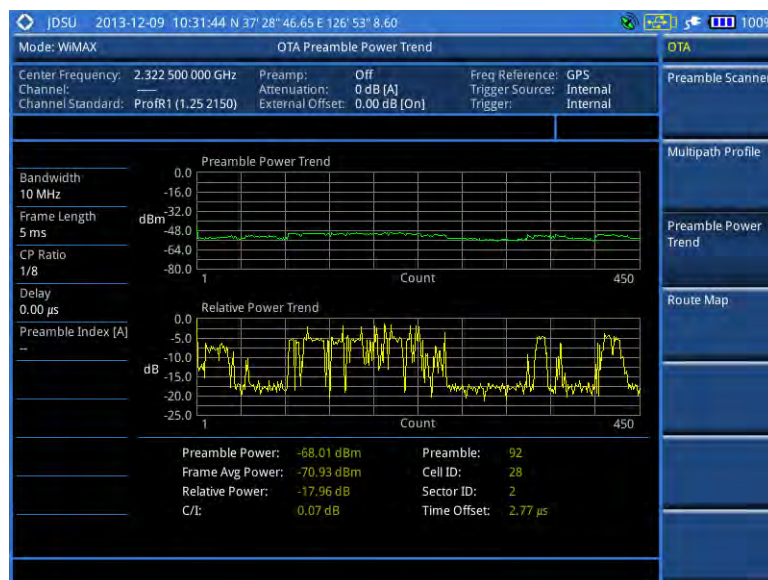 JDSU 2013-12-09 10:31:44 N 37' 28" 46.65 E 126' 53" 8.60 100%
Mode: WiMAX OTA Preamble Power Trend OTA
Center Frequency: 2.322 500 000 GHz Preamp: Off Freq Reference: GPS
Channel: ---- Attenuation: 0 dB [A] Trigger Source: Internal
Channel Standard: ProfR1 (1.25 2150) External Offset: 0.00 dB [On] Trigger: Internal
Preamble Scanner
Multipath Profile
Preamble Power
Trend
Route Map
Bandwidth
10 MHz
Frame Length
5 ms
CP Ratio
1/8
Delay
0.00 µs
Preamble Index [A]
--
Preamble Power Trend
0.0
-16.0
-32.0
dBm
-48.0
-64.0
-80.0
1 Count 450
Relative Power Trend
0.0
-5.0
-10.0
dB
-15.0
-20.0
-25.0
1 Count 450
Preamble Power: -68.01 dBm Preamble: 92
Frame Avg Power: -70.93 dBm Cell ID: 28
Relative Power: -17.96 dB Sector ID: 2
C/I: 0.07 dB Time Offset: 2.77 µs